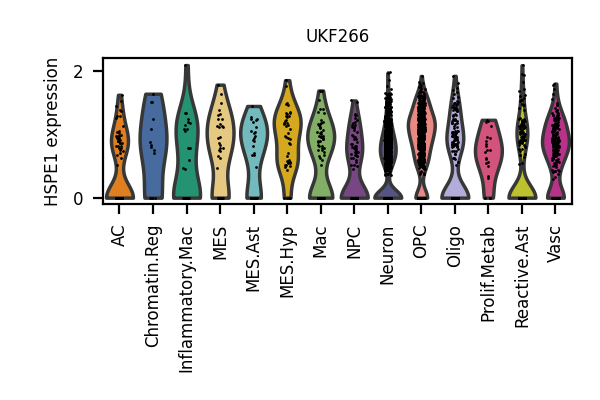 UKF266
HSPE1 expression
2
0
AC
Chromatin.Reg
Inflammatory.Mac
MES
MES.Ast
MES.Hyp
Mac
NPC
Neuron
OPC
Oligo
Prolif.Metab
Reactive.Ast
Vasc